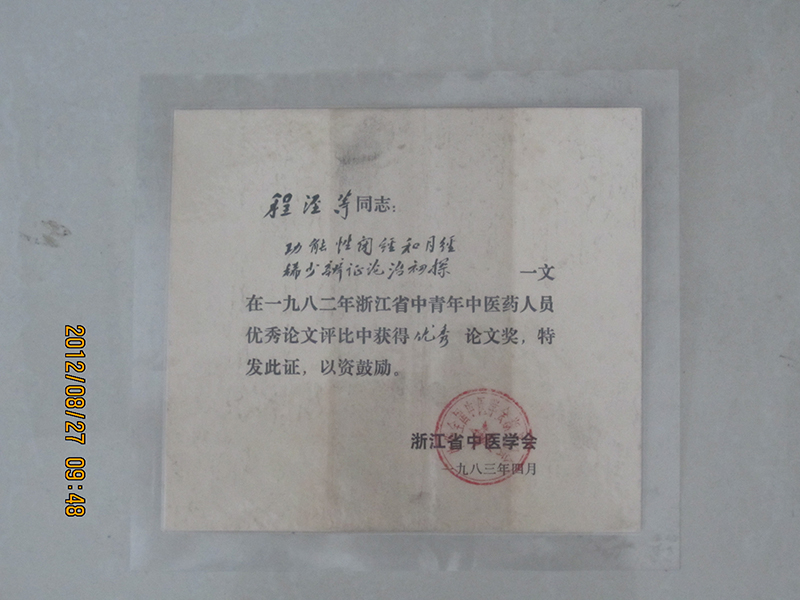 程泾等同志：
功能性闭经和月经
稀少辨证论治初探 一文
在一九八二年浙江省中青年中医药人员
优秀论文评比中获得优秀 论文奖，特
发此证，以资鼓励。
浙江省中医学会
一九八三年四月
2012/08/27 09:48